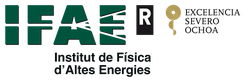 IFAE
R
EXCELENCIA
SEVERO
OCHOA
Institut de Física
d'Altes Energies